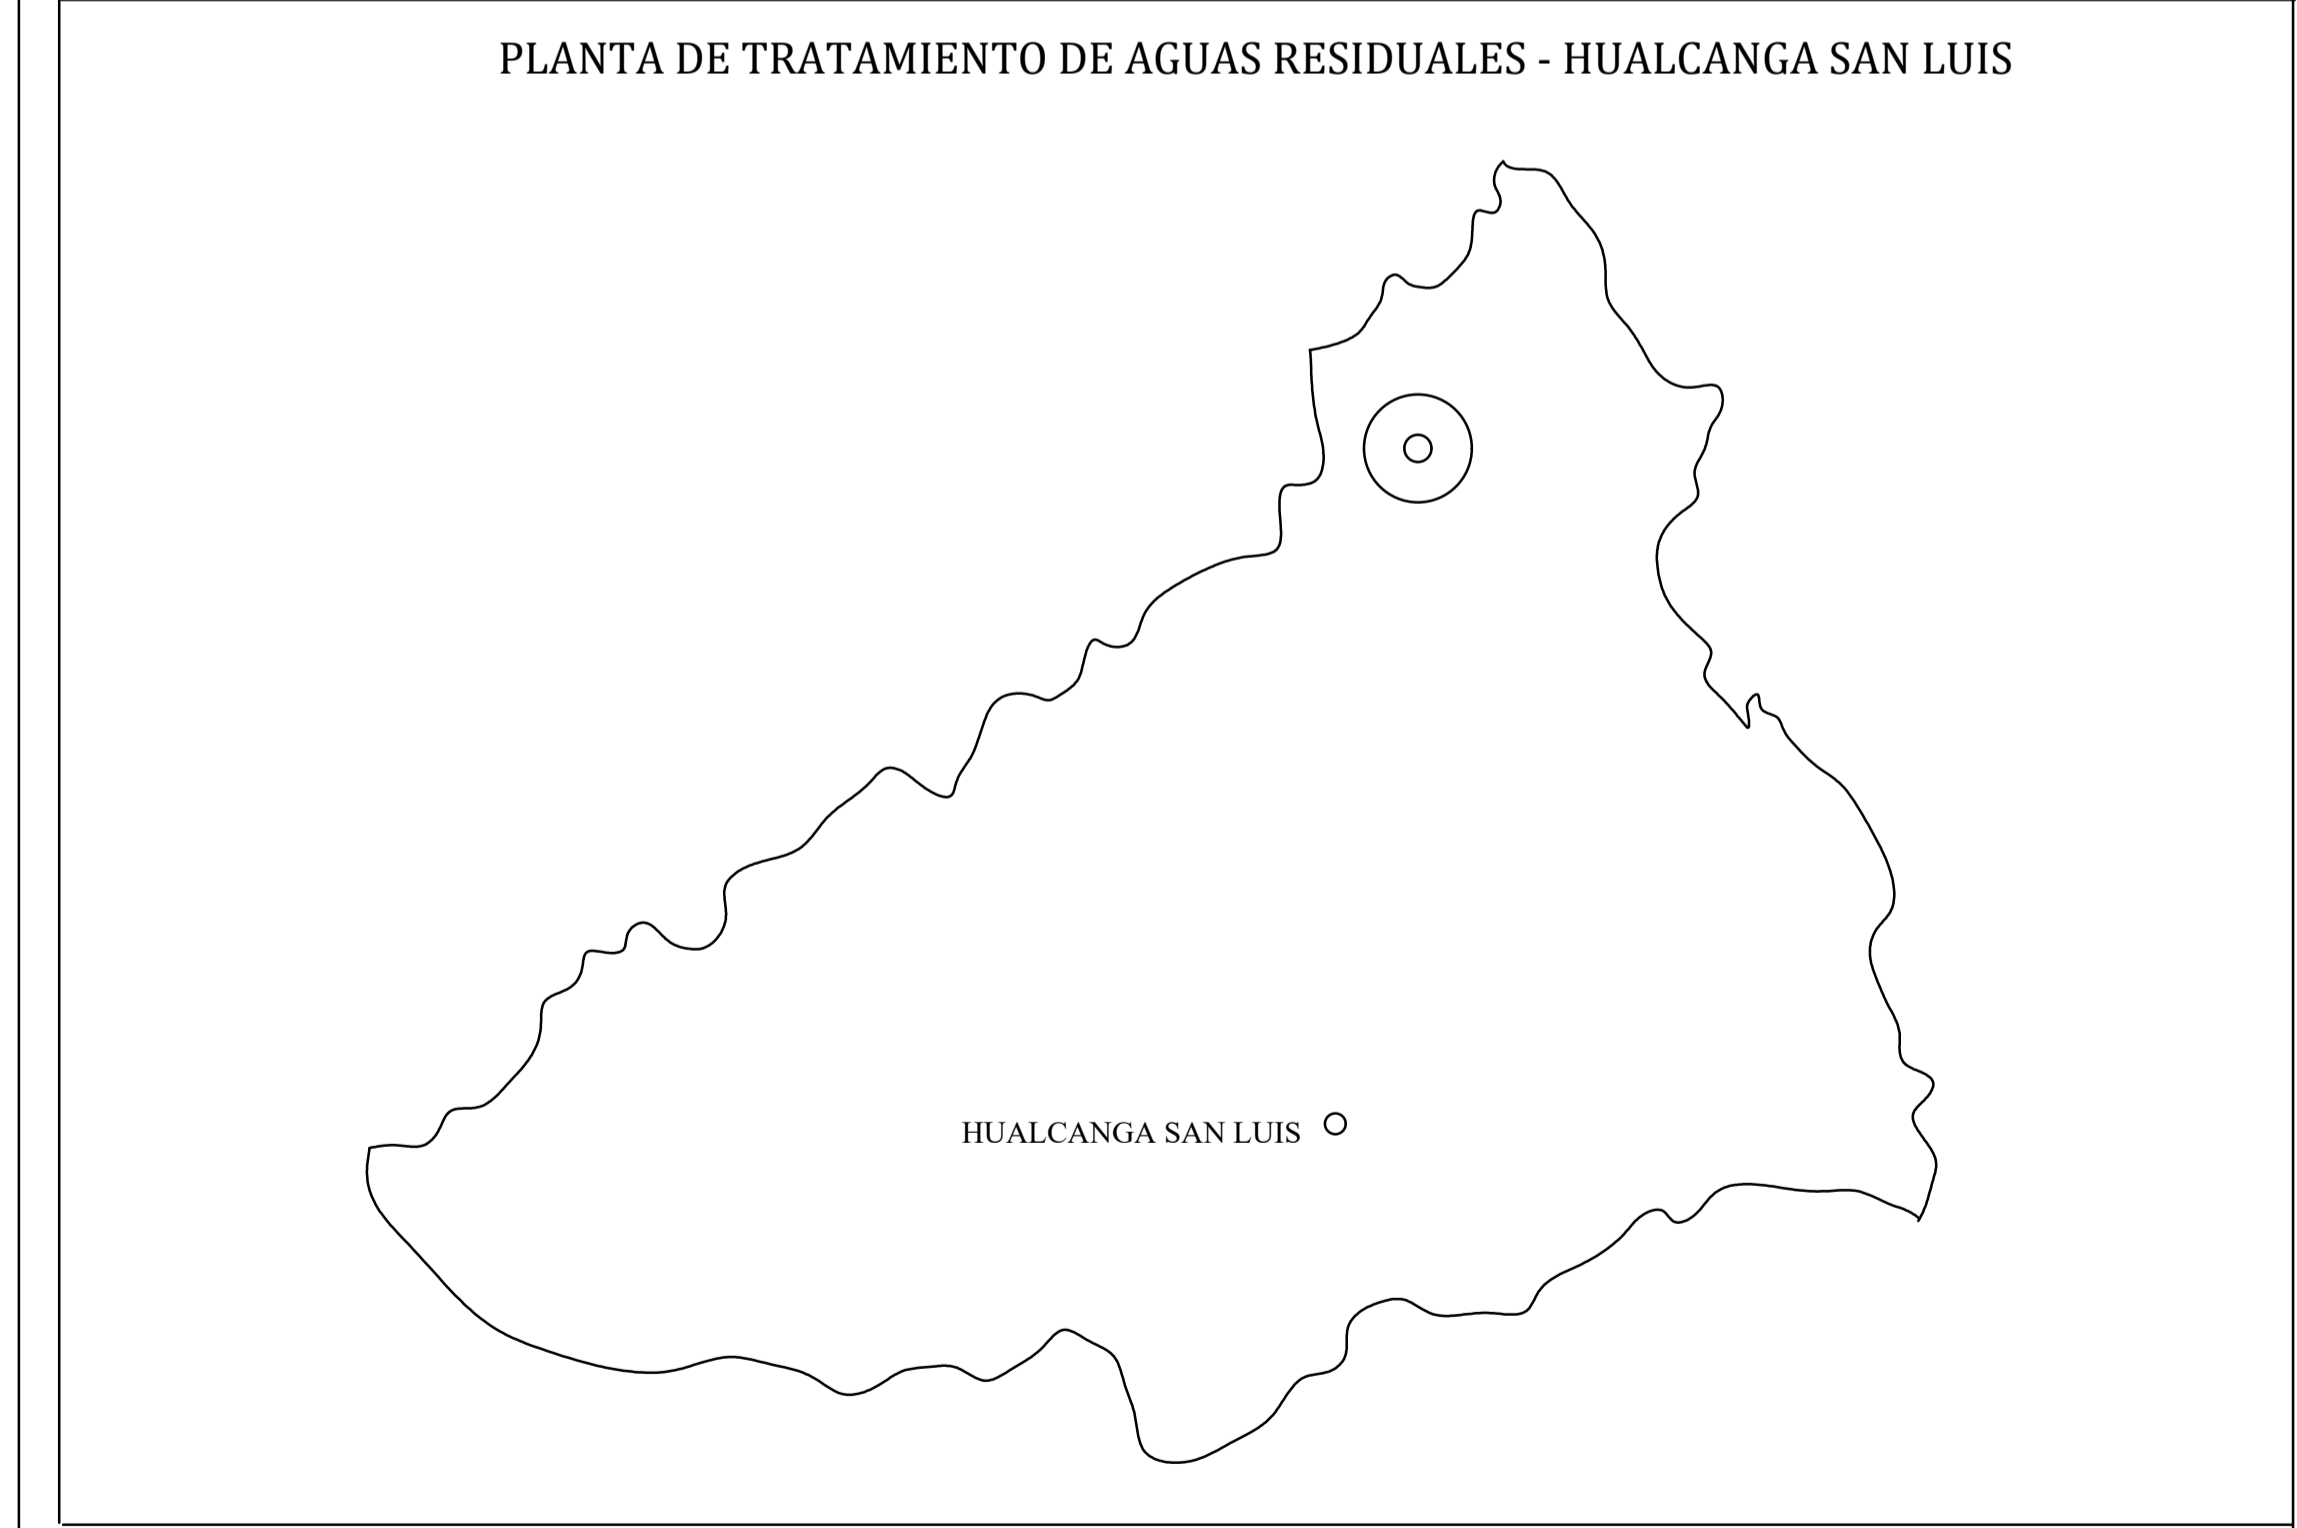 PLANTA DE TRATAMIENTO DE AGUAS RESIDUALES - HUALCANGA SAN LUIS
HUALCANGA SAN LUIS